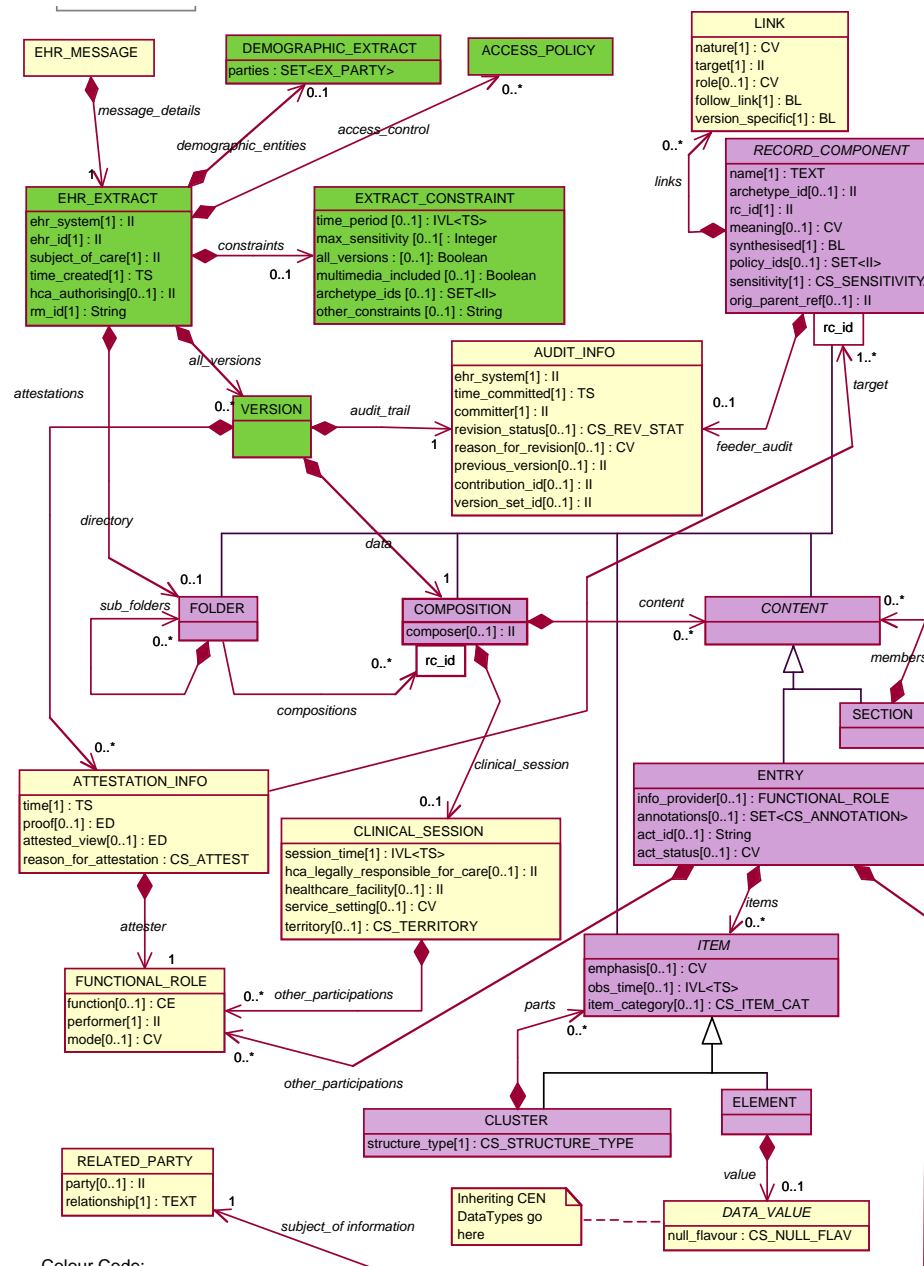 EHR_MESSAGE
message_details
1
DEMOGRAPHIC_EXTRACT
parties : SET<EX_PARTY>
0..1
demographic_entities
ACCESS_POLICY
0..*
access_control
LINK
nature[1] : CV
target[1] : II
role[0..1] : CV
follow_link[1] : BL
version_specific[1] : BL
0..*
links
RECORD_COMPONENT
name[1] : TEXT
archetype_id[0..1] : II
rc_id[1] : II
meaning[0..1] : CV
synthesised[1] : BL
policy_ids[0..1] : SET<II>
sensitivity[1] : CS_SENSITIVITY
orig_parent_ref[0..1] : II
rc_id
1..*
target
EHR_EXTRACT
ehr_system[1] : II
ehr_id[1] : II
subject_of_care[1] : II
time_created[1] : TS
hca_authorising[0..1] : II
rm_id[1] : String
constraints
0..1
EXTRACT_CONSTRAINT
time_period [0..1] : IVL<TS>
max_sensitivity [0..1[ : Integer
all_versions : [0..1]: Boolean
multimedia_included [0..1] : Boolean
archetype_ids [0..1] : SET<II>
other_constraints [0..1] : String
all_versions
attestations
0..*
VERSION
audit_trail
1
AUDIT_INFO
ehr_system[1] : II
time_committed[1] : TS
committer[1] : II
revision_status[0..1] : CS_REV_STAT
reason_for_revision[0..1] : CV
previous_version[0..1] : II
contribution_id[0..1] : II
version_set_id[0..1] : II
0..1
feeder_audit
directory
data
0..1
1
sub_folders
0..*
FOLDER
compositions
0..*
COMPOSITION
composer[0..1] : II
rc_id
content
0..*
CONTENT
0..*
members
SECTION
clinical_session
0..1
0..*
ATTESTATION_INFO
time[1] : TS
proof[0..1] : ED
attested_view[0..1] : ED
reason_for_attestation : CS_ATTEST
attester
1
CLINICAL_SESSION
session_time[1] : IVL<TS>
hca_legally_responsible_for_care[0..1] : II
healthcare_facility[0..1] : II
service_setting[0..1] : CV
territory[0..1] : CS_TERRITORY
ENTRY
info_provider[0..1] : FUNCTIONAL_ROLE
annotations[0..1] : SET<CS_ANNOTATION>
act_id[0..1] : String
act_status[0..1] : CV
items
0..*
FUNCTIONAL_ROLE
function[0..1] : CE
performer[1] : II
mode[0..1] : CV
0..*
other_participations
0..*
other_participations
ITEM
emphasis[0..1] : CV
obs_time[0..1] : IVL<TS>
item_category[0..1] : CS_ITEM_CAT
parts
0..*
CLUSTER
structure_type[1] : CS_STRUCTURE_TYPE
ELEMENT
value
0..1
RELATED_PARTY
party[0..1] : II
relationship[1] : TEXT
1
subject_of information
Inheriting CEN
DataTypes go
here
DATA_VALUE
null_flavour : CS_NULL_FLAV
Colour Code: